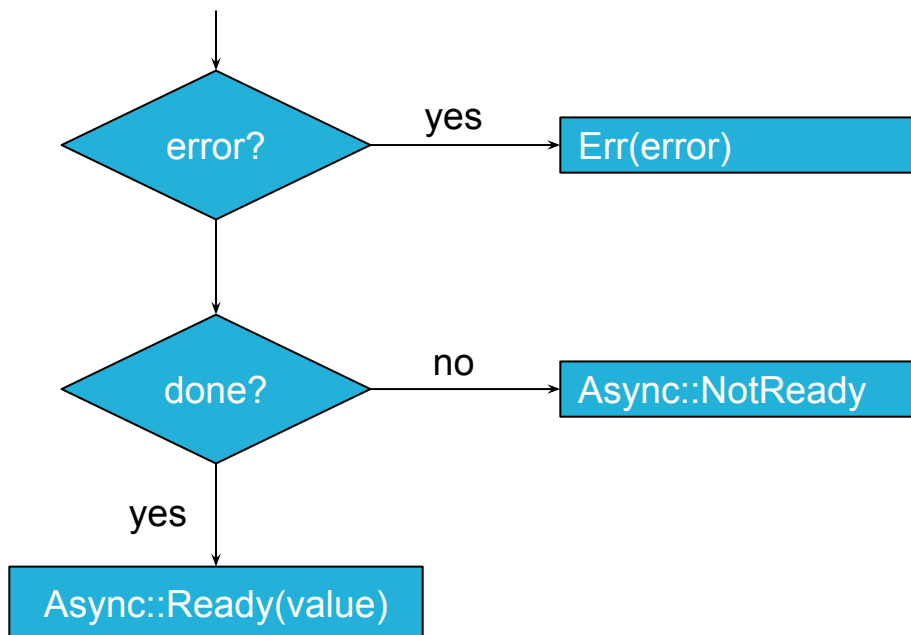 error?
yes
Err(error)
done?
no
Async::NotReady
yes
Async::Ready(value)